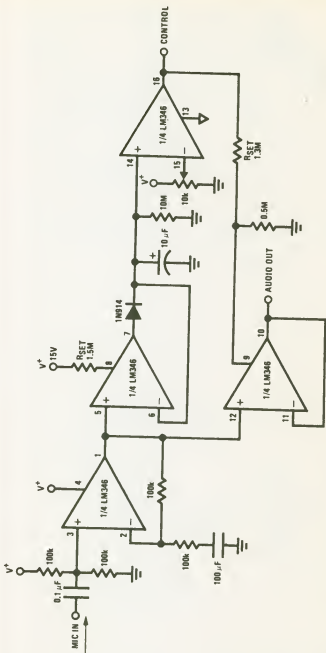 MIC IN
0.1 µF
V+
100k
100k
3
2
4
V+
1/4 LM346
1
100k
100k
100 µF
V+
15V
RSET
1.5M
8
5
6
1/4 LM346
7
1N914
10 µF
+
10M
V+
10k
14
15
1/4 LM346
13
16
CONTROL
RSET
1.3M
0.5M
12
11
9
1/4 LM346
10
AUDIO OUT